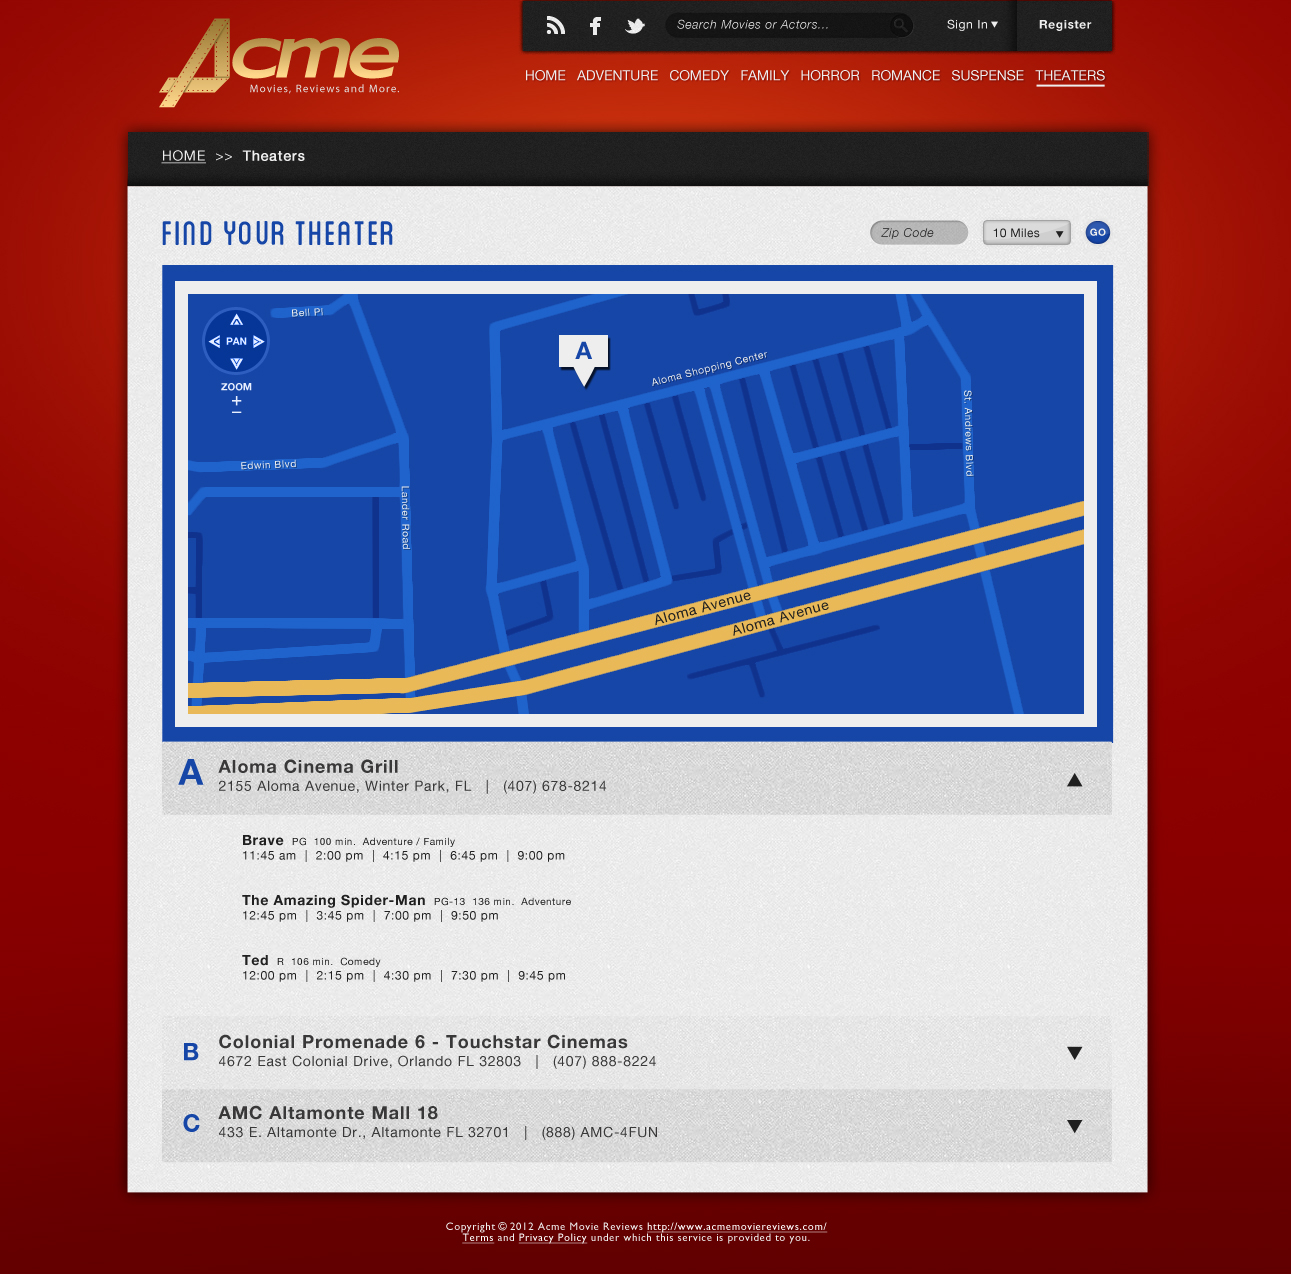 Acme
Movies, Reviews and More.
Search Movies or Actors...
Sign In ▼
Register
HOME ADVENTURE COMEDY FAMILY HORROR ROMANCE SUSPENSE THEATERS
HOME >> Theaters
FIND YOUR THEATER
Zip Code
10 Miles ▼
GO
Bell Pl
PAN
ZOOM
+
−
A
Aloma Shopping Center
St. Andrews Blvd
Edwin Blvd
Lander Road
Aloma Avenue
Aloma Avenue
A
Aloma Cinema Grill
2155 Aloma Avenue, Winter Park, FL | (407) 678-8214
Brave PG 100 min. Adventure / Family
11:45 am | 2:00 pm | 4:15 pm | 6:45 pm | 9:00 pm
The Amazing Spider-Man PG-13 136 min. Adventure
12:45 pm | 3:45 pm | 7:00 pm | 9:50 pm
Ted R 106 min. Comedy
12:00 pm | 2:15 pm | 4:30 pm | 7:30 pm | 9:45 pm
B
Colonial Promenade 6 - Touchstar Cinemas
4672 East Colonial Drive, Orlando FL 32803 | (407) 888-8224
C
AMC Altamonte Mall 18
433 E. Altamonte Dr., Altamonte FL 32701 | (888) AMC-4FUN
Copyright © 2012 Acme Movie Reviews http://www.acmemoviereviews.com/
Terms and Privacy Policy under which this service is provided to you.